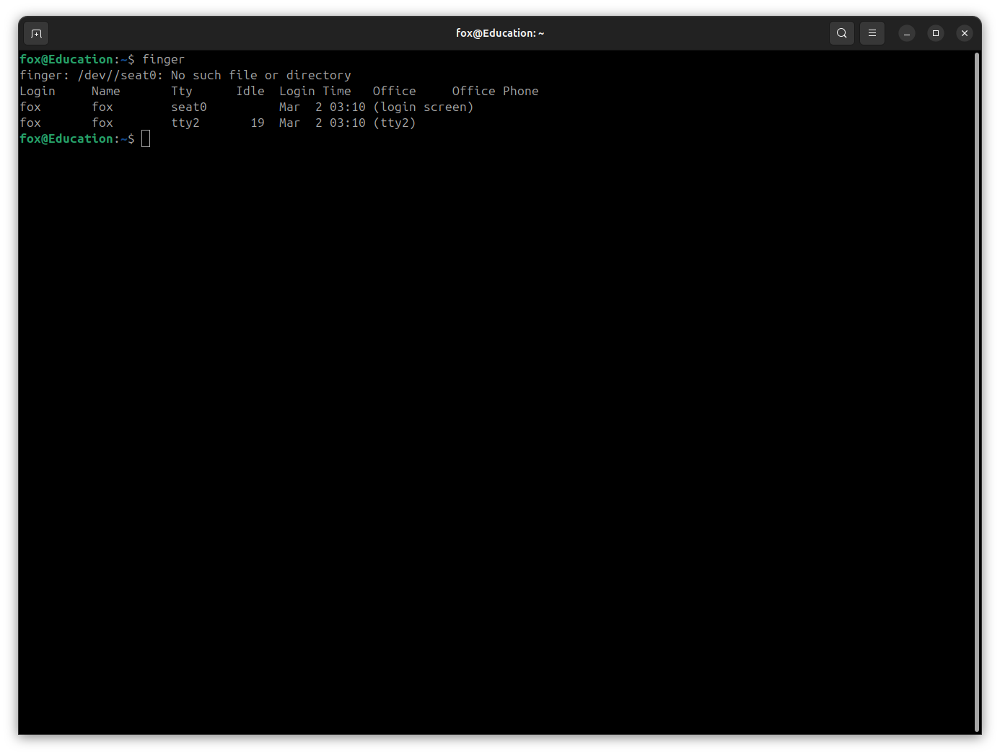 fox@Education: ~
fox@Education:~$ finger
finger: /dev//seat0: No such file or directory
Login     Name       Tty      Idle  Login Time   Office     Office Phone
fox       fox        seat0          Mar  2 03:10 (login screen)
fox       fox        tty2       19  Mar  2 03:10 (tty2)
fox@Education:~$